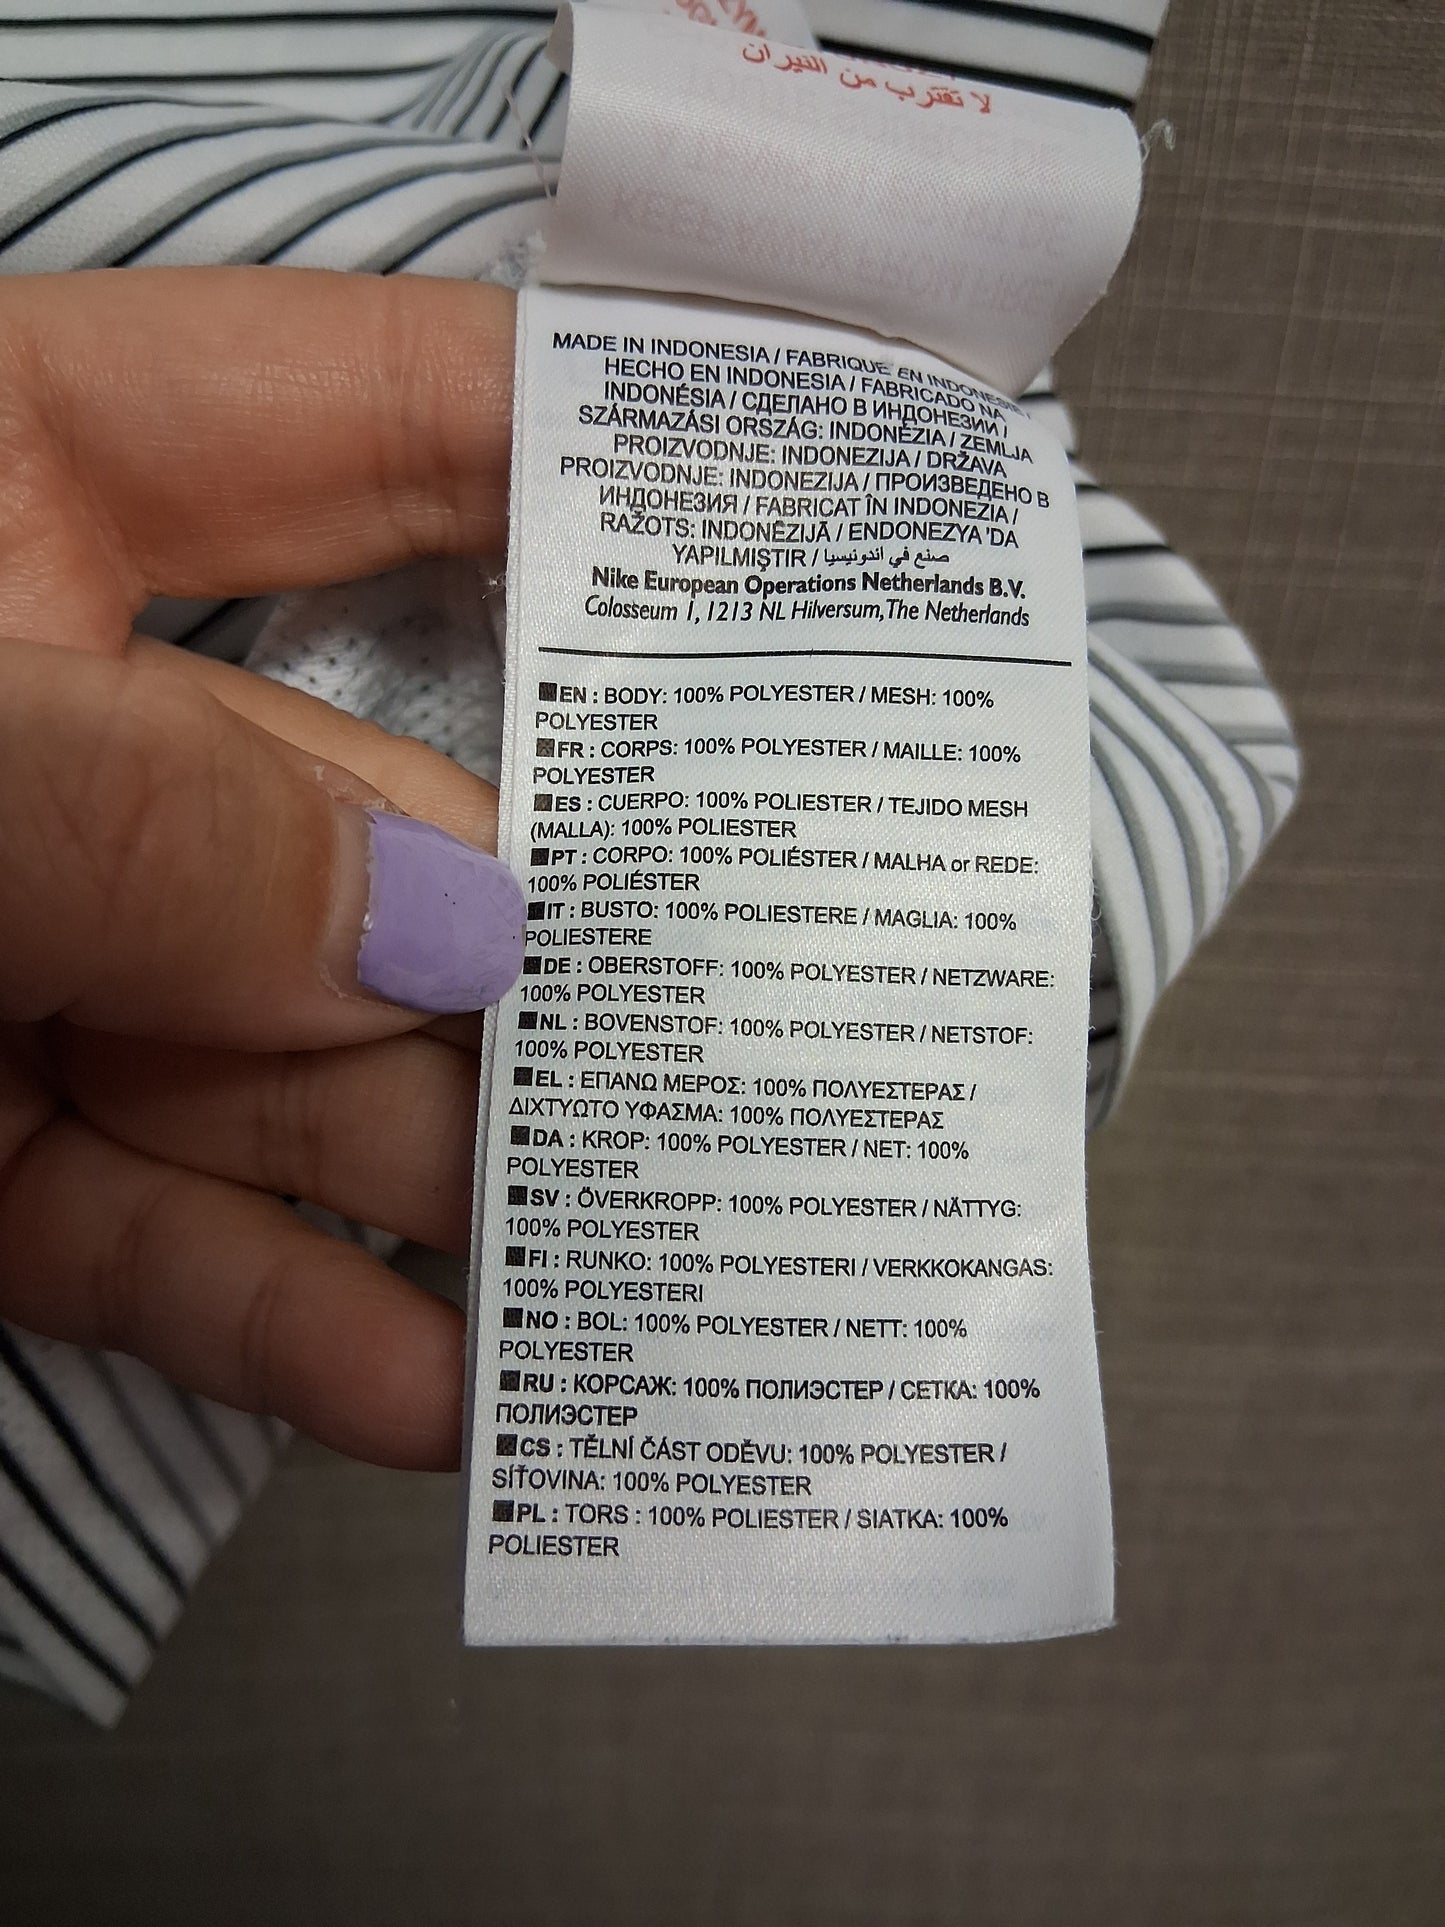 لا تقترب من النيران
MADE IN INDONESIA / FABRIQUE EN INDONESIE /
HECHO EN INDONESIA / FABRICADO NA
INDONÉSIA / СДЕЛАНО В ИНДОНЕЗИИ /
SZÁRMAZÁSI ORSZÁG: INDONÉZIA / ZEMLJA
PROIZVODNJE: INDONEZIJA / DRŽAVA
PROIZVODNJE: INDONEZIJA / ПРОИЗВЕДЕНО В
ИНДОНЕЗИЯ / FABRICAT ÎN INDONEZIA /
RAŽOTS: INDONĒZIJĀ / ENDONEZYA 'DA
YAPILMIŞTIR / صنع في اندونيسيا
Nike European Operations Netherlands B.V.
Colosseum 1, 1213 NL Hilversum, The Netherlands
EN : BODY: 100% POLYESTER / MESH: 100%
POLYESTER
FR : CORPS: 100% POLYESTER / MAILLE: 100%
POLYESTER
ES : CUERPO: 100% POLIESTER / TEJIDO MESH
(MALLA): 100% POLIESTER
PT : CORPO: 100% POLIÉSTER / MALHA or REDE:
100% POLIÉSTER
IT : BUSTO: 100% POLIESTERE / MAGLIA: 100%
POLIESTERE
DE : OBERSTOFF: 100% POLYESTER / NETZWARE:
100% POLYESTER
NL : BOVENSTOF: 100% POLYESTER / NETSTOF:
100% POLYESTER
EL : ΕΠΑΝΩ ΜΕΡΟΣ: 100% ΠΟΛΥΕΣΤΕΡΑΣ /
ΔΙΧΤΥΩΤΟ ΥΦΑΣΜΑ: 100% ΠΟΛΥΕΣΤΕΡΑΣ
DA : KROP: 100% POLYESTER / NET: 100%
POLYESTER
SV : ÖVERKROPP: 100% POLYESTER / NÄTTYG:
100% POLYESTER
FI : RUNKO: 100% POLYESTERI / VERKKOKANGAS:
100% POLYESTERI
NO : BOL: 100% POLYESTER / NETT: 100%
POLYESTER
RU : КОРСАЖ: 100% ПОЛИЭСТЕР / СЕТКА: 100%
ПОЛИЭСТЕР
CS : TĚLNÍ ČÁST ODĚVU: 100% POLYESTER /
SÍŤOVINA: 100% POLYESTER
PL : TORS : 100% POLIESTER / SIATKA: 100%
POLIESTER